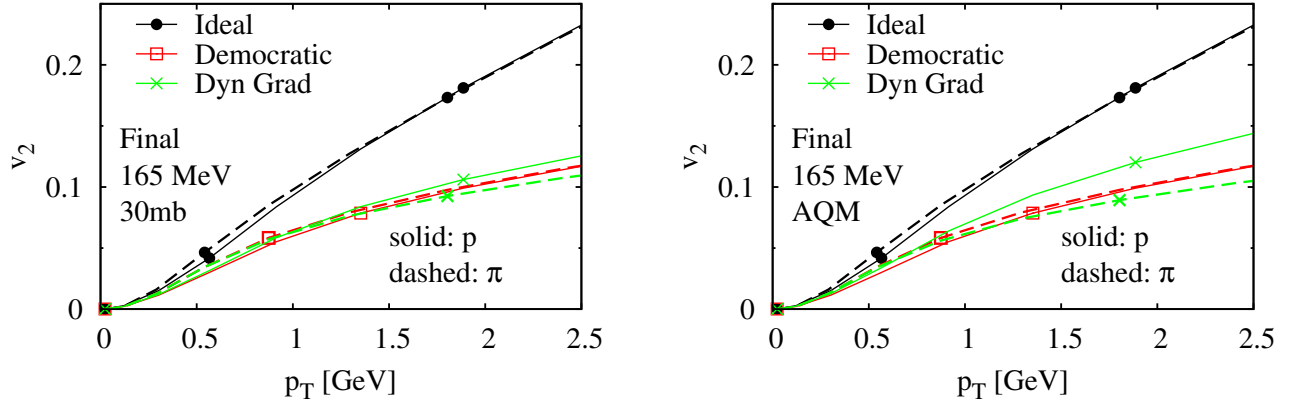 Ideal
Democratic
Dyn Grad
Final
165 MeV
30mb
solid: p
dashed: π
v2
0.2
0.1
0
0
0.5
1
1.5
2
2.5
p_T [GeV]
Ideal
Democratic
Dyn Grad
Final
165 MeV
AQM
solid: p
dashed: π
v2
0.2
0.1
0
0
0.5
1
1.5
2
2.5
p_T [GeV]